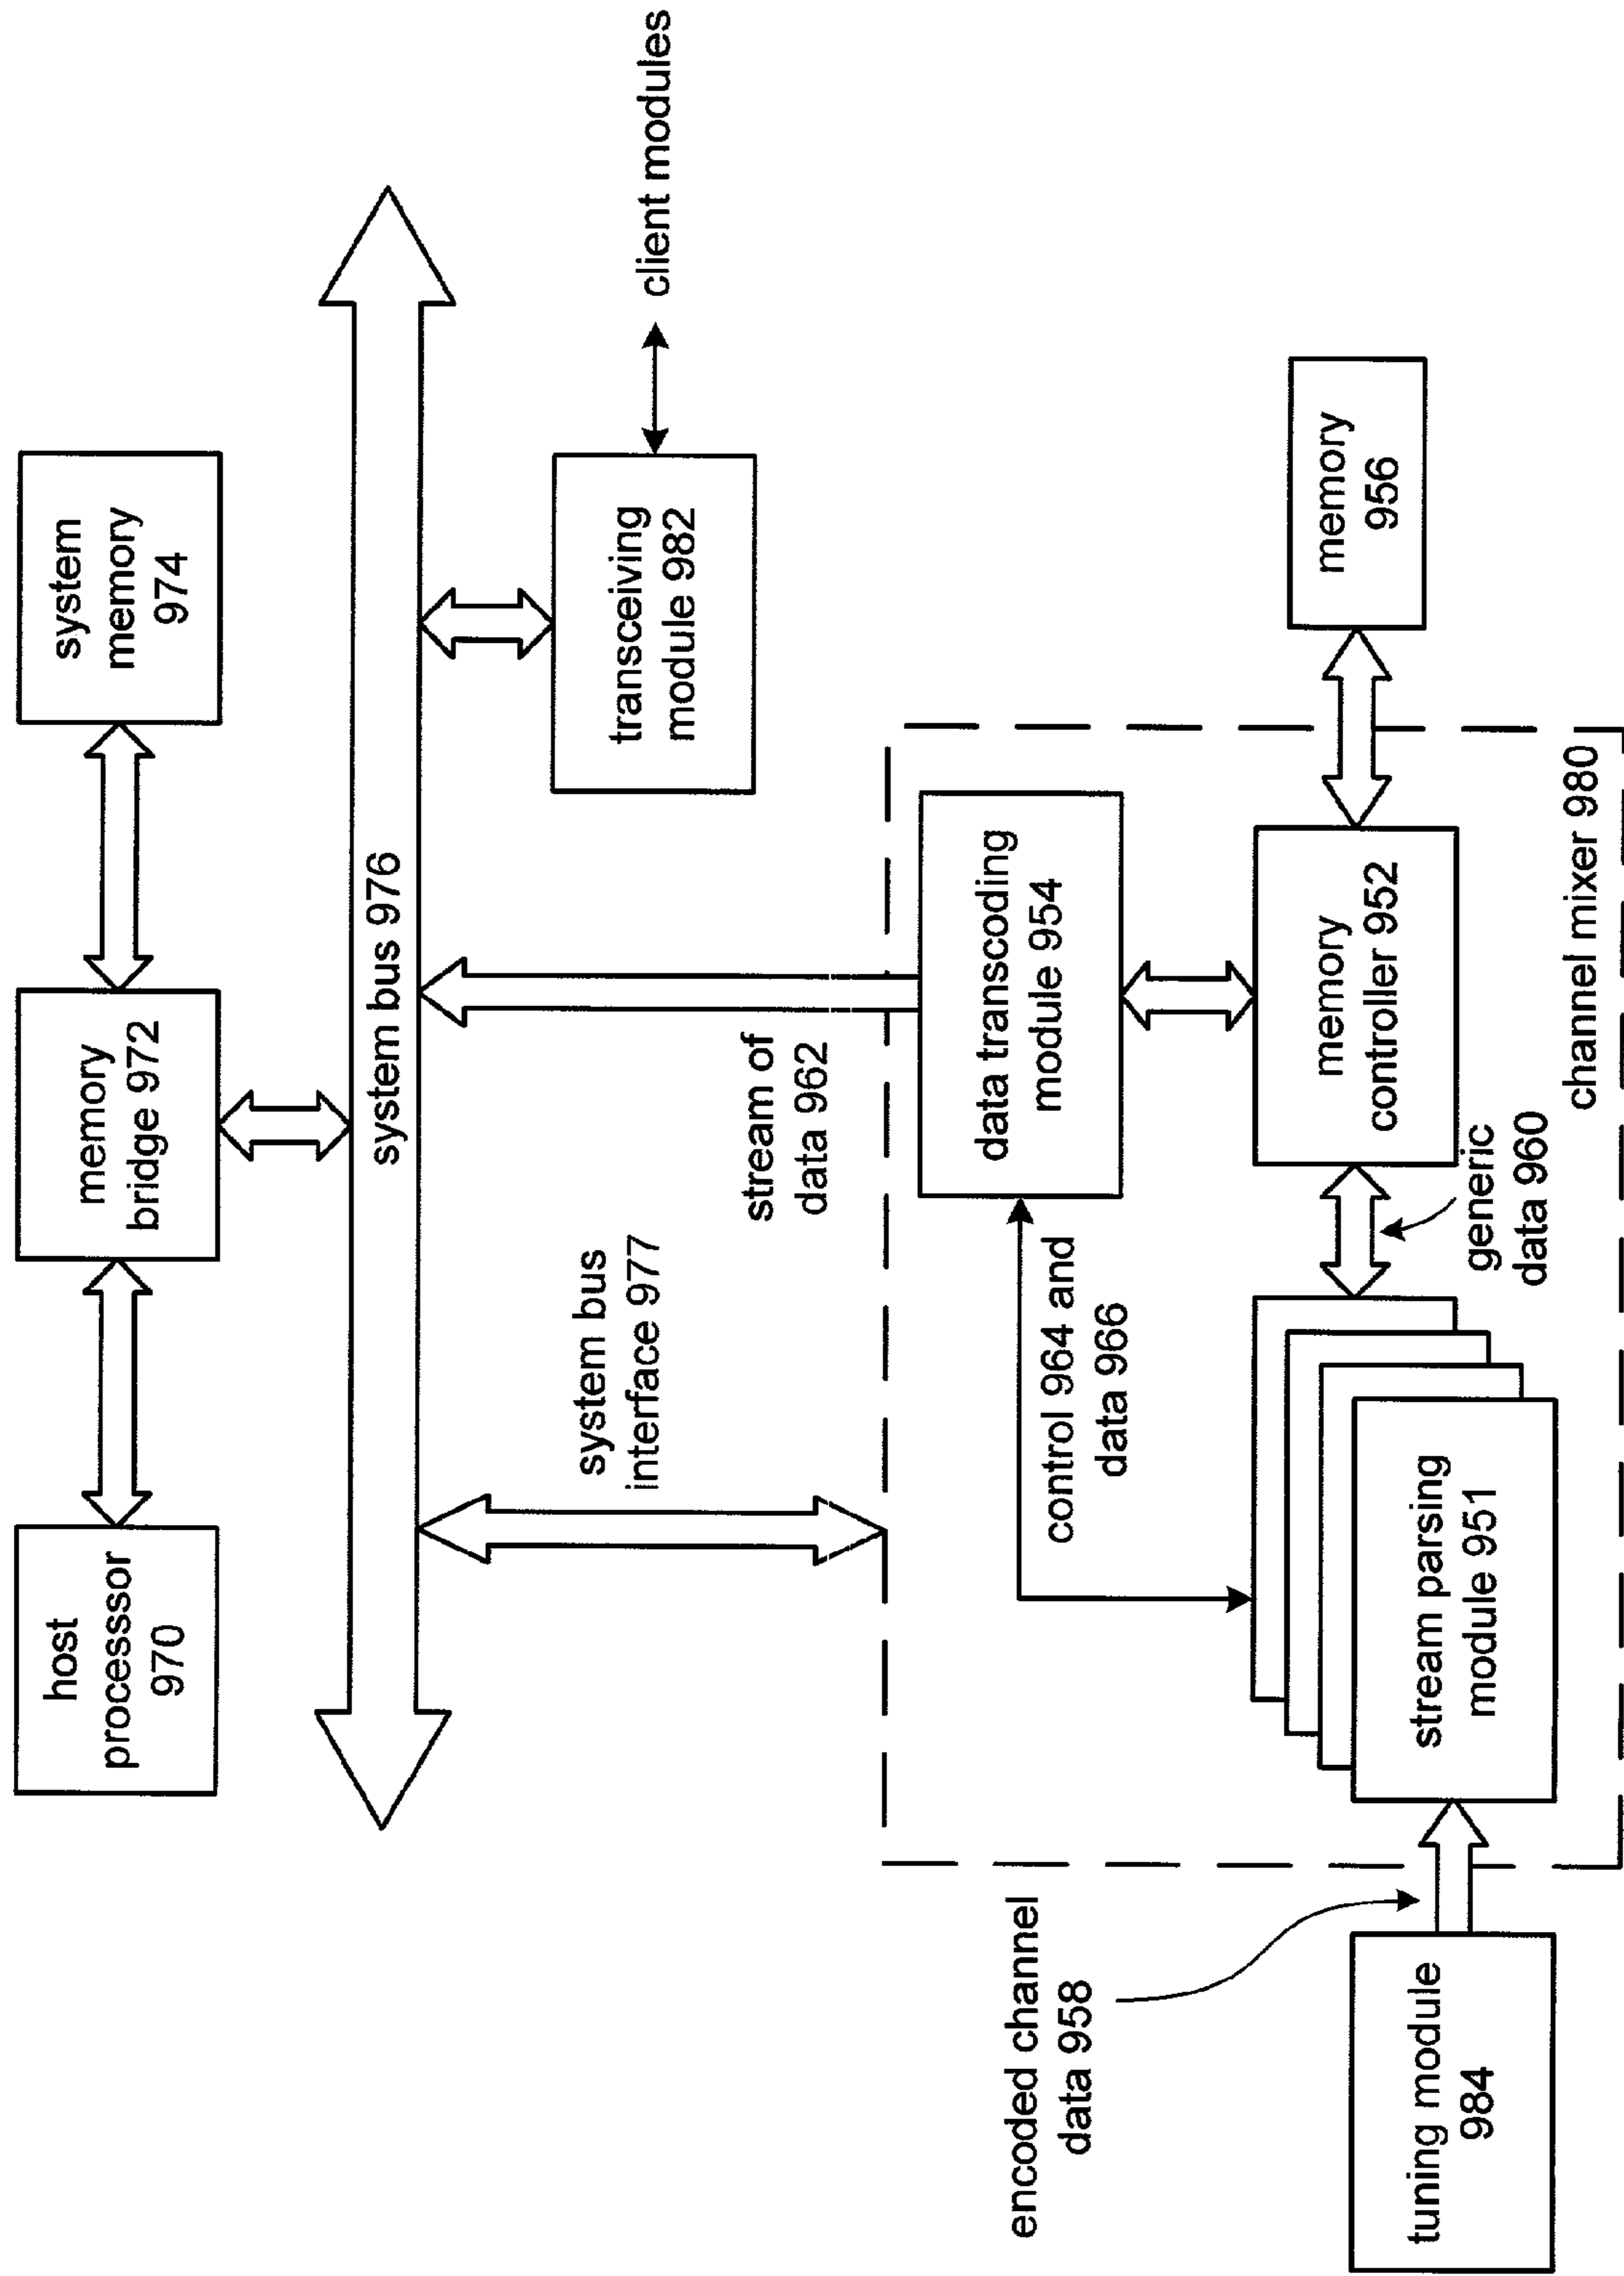 host
processsor
970
memory
bridge 972
system
memory
974
system bus 976
system bus
interface 977
stream of
data 962
transceiving
module 982
client modules
control 964 and
data 966
data transcoding
module 954
encoded channel
data 958
tuning module
984
stream parsing
module 951
generic
data 960
memory
controller 952
memory
956
channel mixer 980